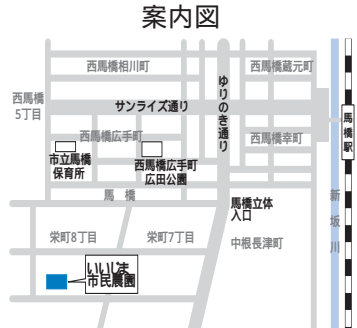 案内図
西馬橋相川町
西馬橋蔵元町
ゆりのき通り
西馬橋
5丁目
サンライズ通り
馬橋駅
西馬橋広手町
西馬橋幸町
市立馬橋
保育所
西馬橋広手町
広田公園
馬橋
馬橋立体
入口
新坂川
栄町8丁目
栄町7丁目
中根長津町
いいじま
市民農園